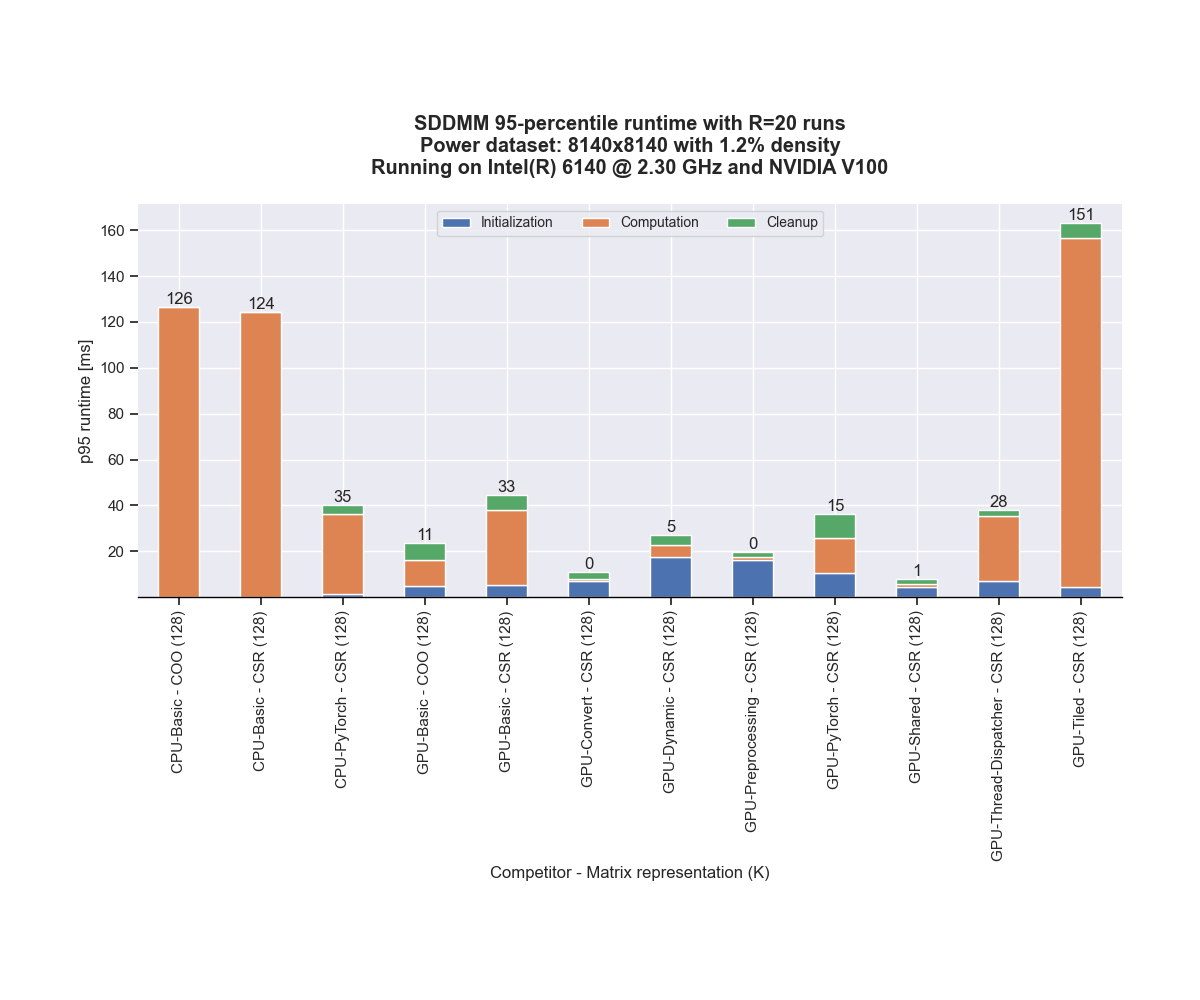 SDDMM 95-percentile runtime with R=20 runs
Power dataset: 8140x8140 with 1.2% density
Running on Intel(R) 6140 @ 2.30 GHz and NVIDIA V100
Initialization Computation Cleanup
p95 runtime [ms]
160
140
120
100
80
60
40
20
126
124
35
11
33
0
5
0
15
1
28
151
CPU-Basic - COO (128)
CPU-Basic - CSR (128)
CPU-PyTorch - CSR (128)
GPU-Basic - COO (128)
GPU-Basic - CSR (128)
GPU-Convert - CSR (128)
GPU-Dynamic - CSR (128)
GPU-Preprocessing - CSR (128)
GPU-PyTorch - CSR (128)
GPU-Shared - CSR (128)
GPU-Thread-Dispatcher - CSR (128)
GPU-Tiled - CSR (128)
Competitor - Matrix representation (K)